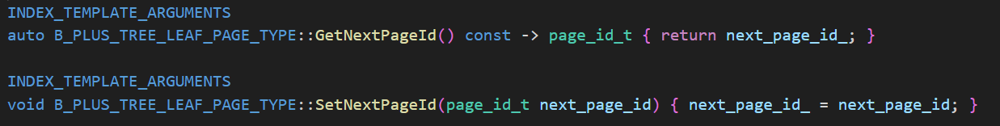 INDEX_TEMPLATE_ARGUMENTS
auto B_PLUS_TREE_LEAF_PAGE_TYPE::GetNextPageId() const -> page_id_t { return next_page_id_; }
INDEX_TEMPLATE_ARGUMENTS
void B_PLUS_TREE_LEAF_PAGE_TYPE::SetNextPageId(page_id_t next_page_id) { next_page_id_ = next_page_id; }